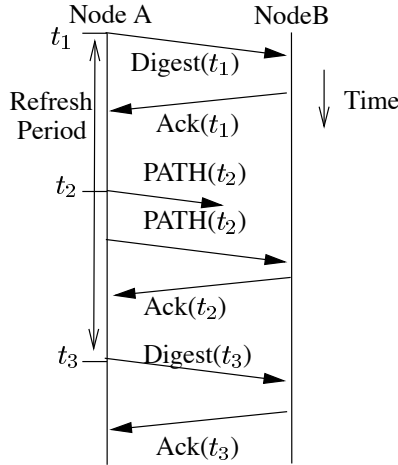 Node A
NodeB
t1
Digest(t1)
Refresh
Period
Time
Ack(t1)
PATH(t2)
t2
PATH(t2)
Ack(t2)
t3
Digest(t3)
Ack(t3)